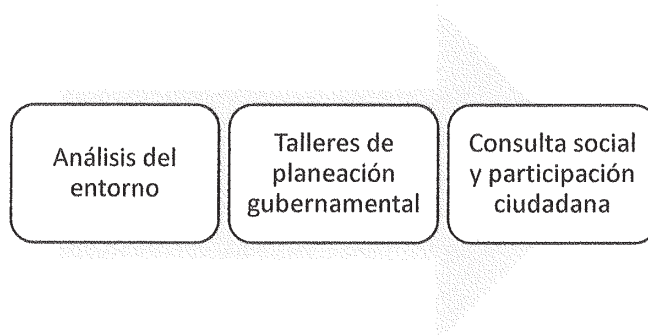 Análisis del
entorno
Talleres de
planeación
gubernamental
Consulta social
y participación
ciudadana